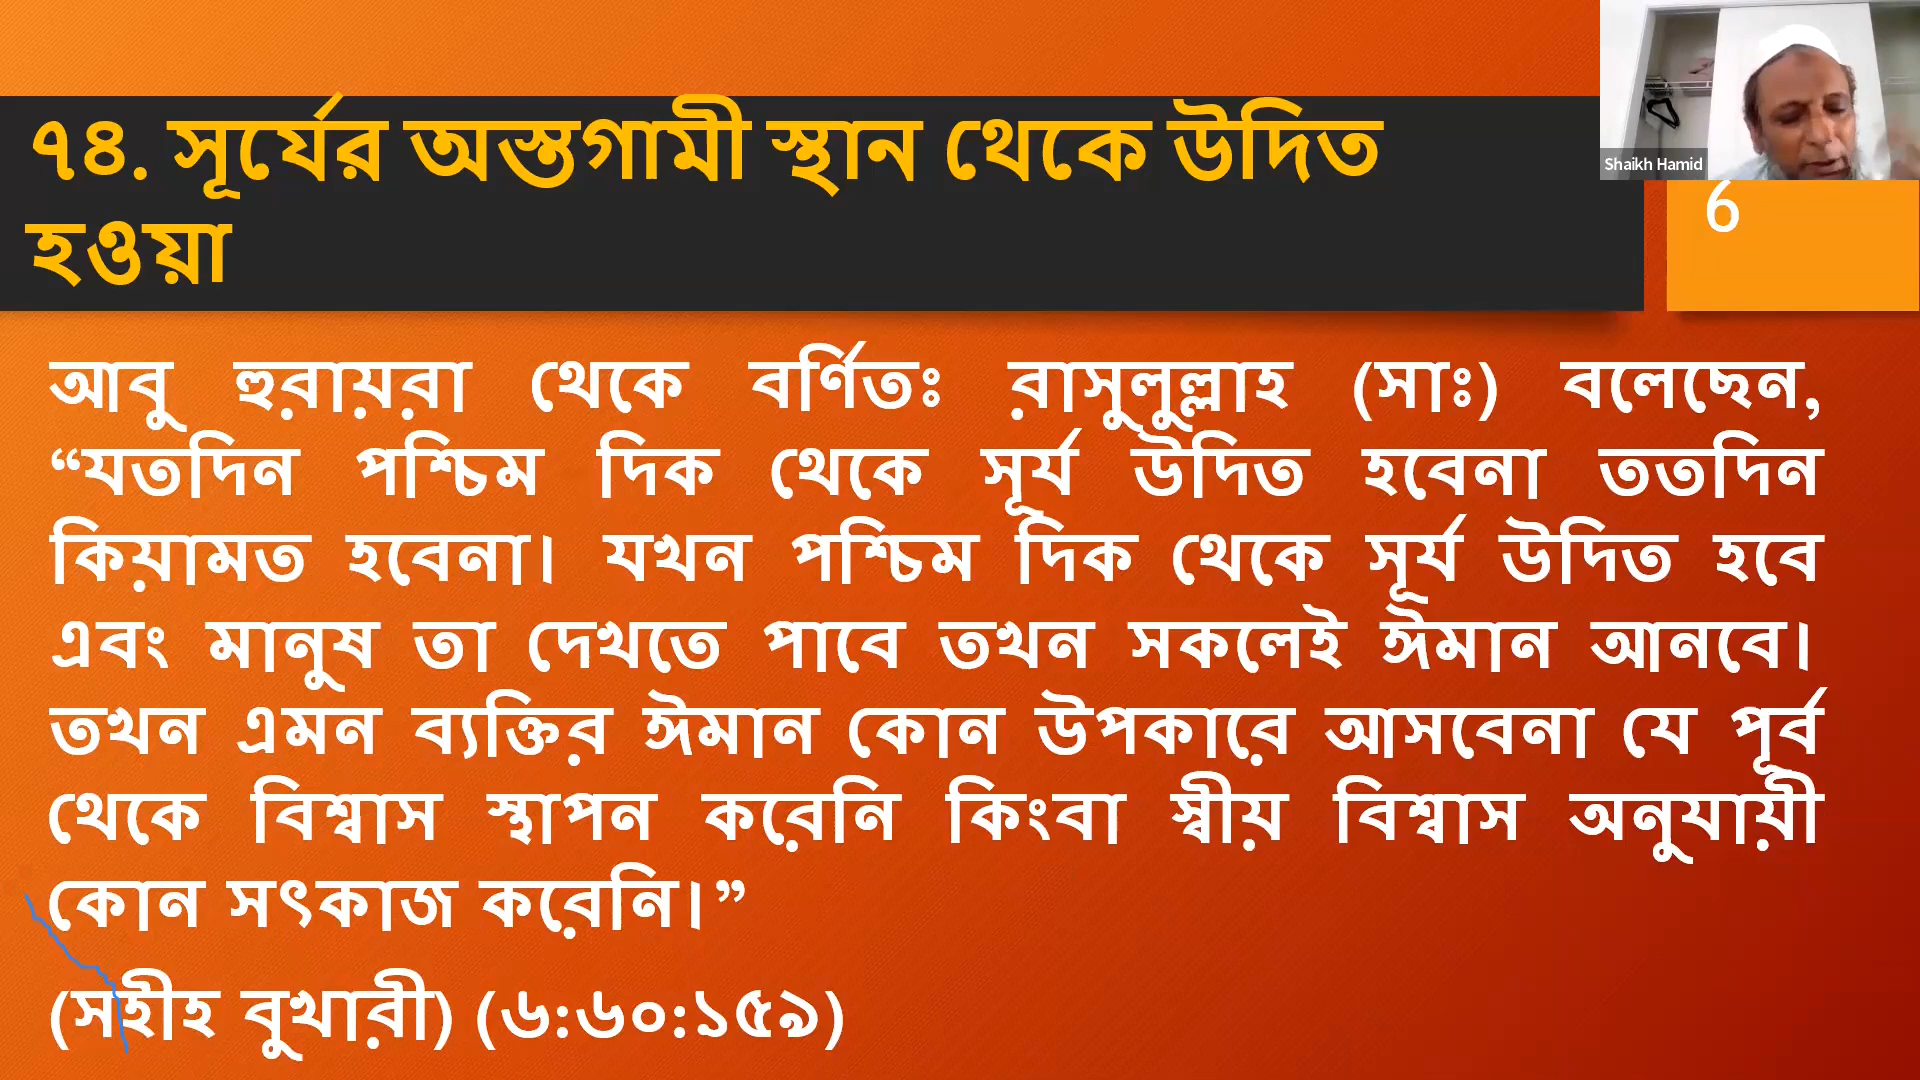 Shaikh Hamid
৭৪. সূর্যের অস্তগামী স্থান থেকে উদিত
হওয়া
6
আবু হুরায়রা থেকে বর্ণিতঃ রাসুলুল্লাহ (সাঃ) বলেছেন,
“যতদিন পশ্চিম দিক থেকে সূর্য উদিত হবেনা ততদিন
কিয়ামত হবেনা। যখন পশ্চিম দিক থেকে সূর্য উদিত হবে
এবং মানুষ তা দেখতে পাবে তখন সকলেই ঈমান আনবে।
তখন এমন ব্যক্তির ঈমান কোন উপকারে আসবেনা যে পূর্ব
থেকে বিশ্বাস স্থাপন করেনি কিংবা স্বীয় বিশ্বাস অনুযায়ী
কোন সৎকাজ করেনি।”
(সহীহ বুখারী) (৬:৬০:১৫৯)